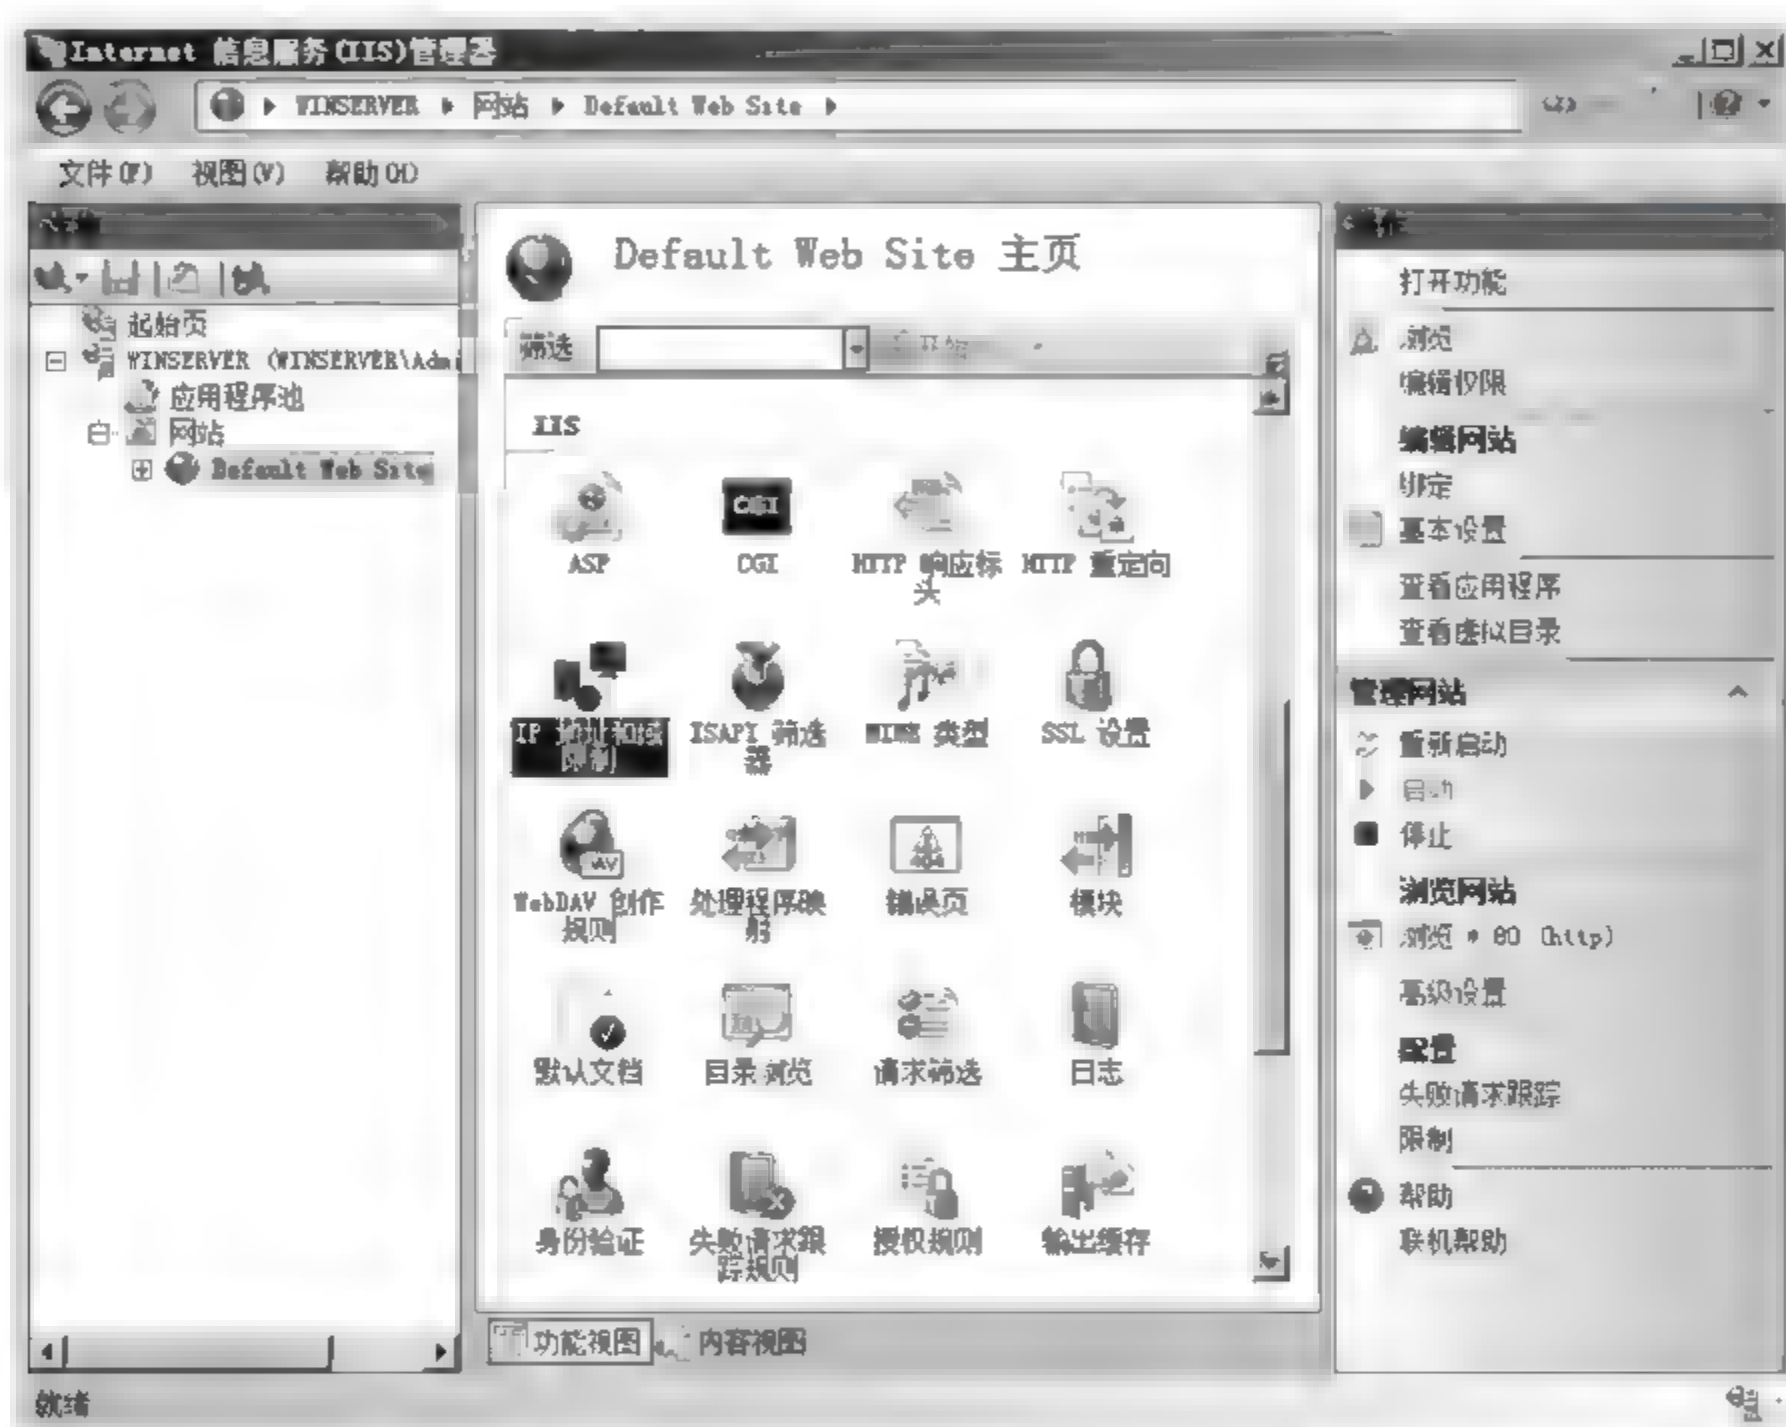 Internet 信息服务(IIS)管理器
WINSERVER 网站 Default Web Site
文件(F) 视图(V) 帮助(H)
起始页
WINSERVER (WINSERVER\Admi
应用程序池
网站
Default Web Site
Default Web Site 主页
筛选
IIS
ASP
CGI
HTTP 响应标
头
HTTP 重定向
IP 地址和域
限制
ISAPI 筛选
器
MIME 类型
SSL 设置
WebDAV 创作
规则
处理程序映
射
错误页
404
模块
默认文档
目录浏览
请求筛选
日志
身份验证
失败请求跟
踪规则
授权规则
输出缓存
功能视图
内容视图
打开功能
浏览
编辑权限
编辑网站
绑定
基本设置
查看应用程序
查看虚拟目录
管理网站
重新启动
启动
停止
浏览网站
浏览 * 80 (http)
高级设置
配置
失败请求跟踪
限制
帮助
联机帮助
就绪